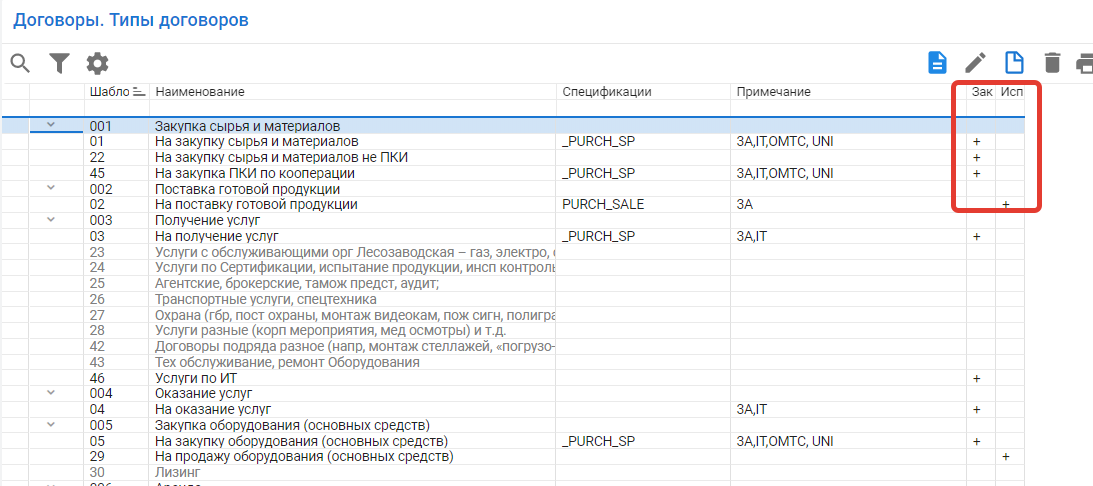 Договоры. Типы договоров
Шабло Наименование Спецификации Примечание Зак Исп
001 Закупка сырья и материалов
01 На закупку сырья и материалов _PURCH_SP ЗА,IT,ОМТС, UNI +
22 На закупку сырья и материалов не ПКИ +
45 На закупка ПКИ по кооперации _PURCH_SP ЗА,IT,ОМТС, UNI +
002 Поставка готовой продукции
02 На поставку готовой продукции PURCH_SALE ЗА +
003 Получение услуг
03 На получение услуг _PURCH_SP ЗА,IT +
23 Услуги с обслуживающими орг Лесозаводская – газ, электро,
24 Услуги по Сертификации, испытание продукции, инсп контроль
25 Агентские, брокерские, тамож предст, аудит;
26 Транспортные услуги, спецтехника
27 Охрана (гбр, пост охраны, монтаж видеокам, пож сигн, полигра
28 Услуги разные (корп мероприятия, мед осмотры) и т.д.
42 Договоры подряда разное (напр, монтаж стеллажей, «погрузо-
43 Тех обслуживание, ремонт Оборудования
46 Услуги по ИТ +
004 Оказание услуг
04 На оказание услуг ЗА,IT +
005 Закупка оборудования (основных средств)
05 На закупку оборудования (основных средств) _PURCH_SP ЗА,IT,ОМТС, UNI +
29 На продажу оборудования (основных средств) +
30 Лизинг